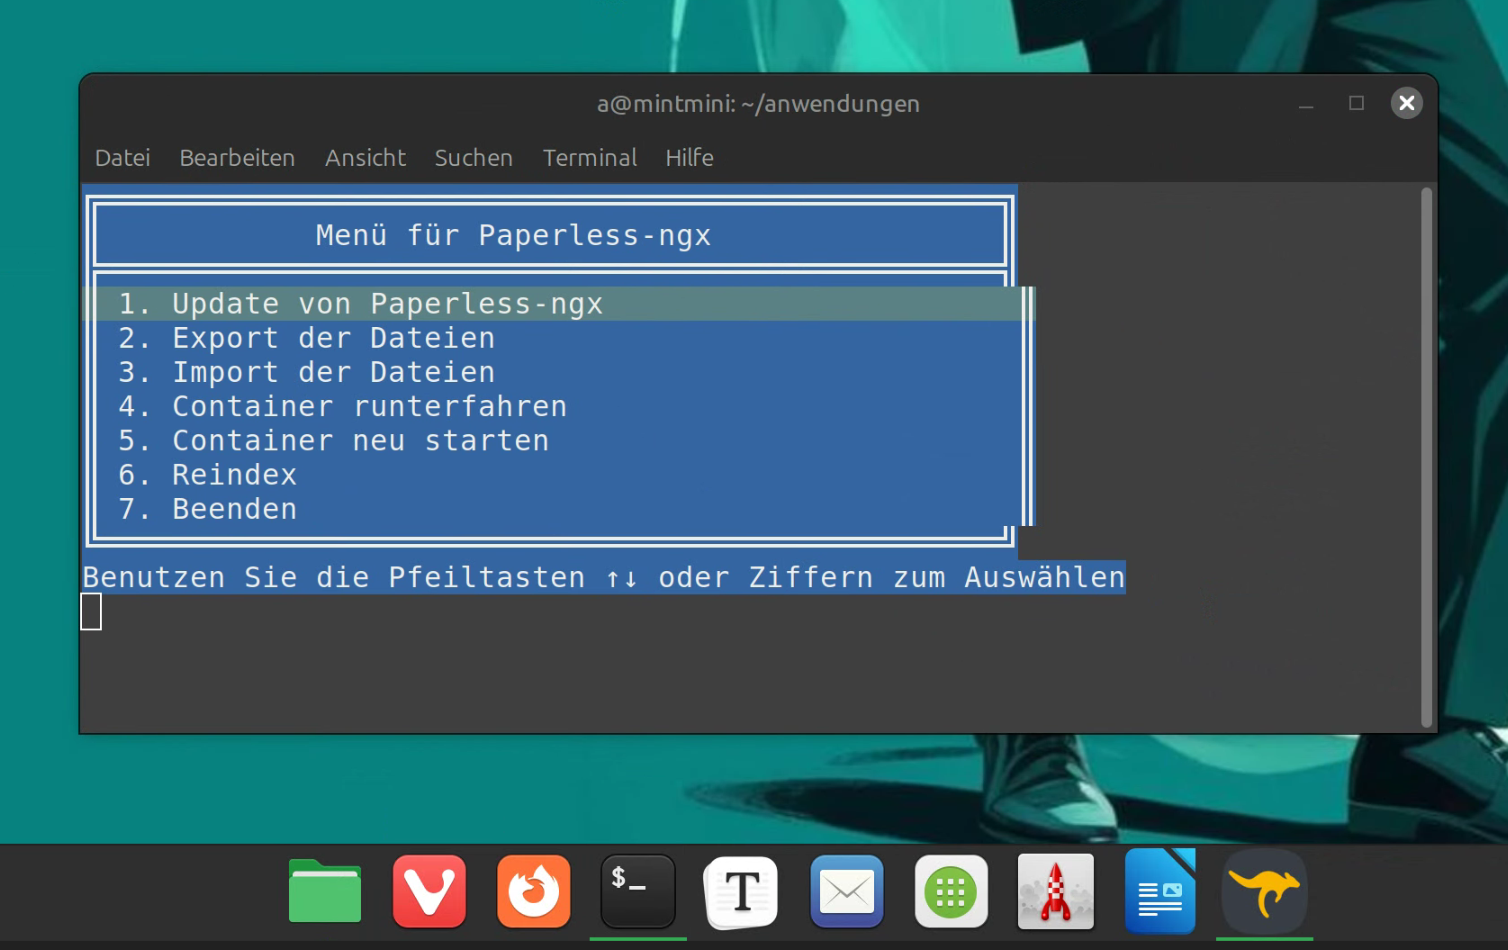 a@mintmini: ~/anwendungen
Datei Bearbeiten Ansicht Suchen Terminal Hilfe
Menü für Paperless-ngx
1. Update von Paperless-ngx
2. Export der Dateien
3. Import der Dateien
4. Container runterfahren
5. Container neu starten
6. Reindex
7. Beenden
Benutzen Sie die Pfeiltasten ↑↓ oder Ziffern zum Auswählen
$_
T